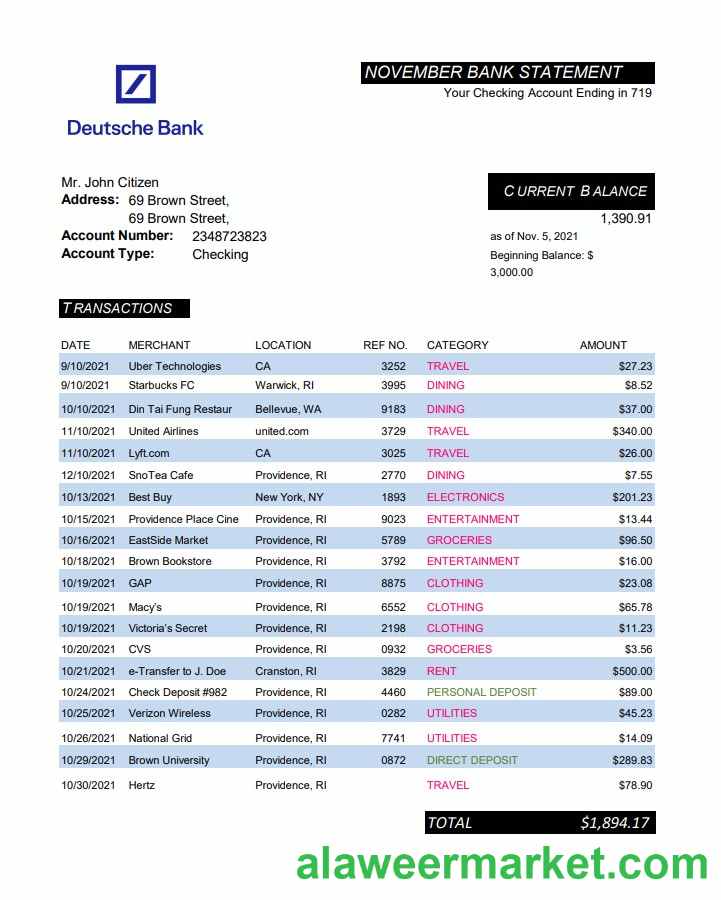 NOVEMBER BANK STATEMENT
Your Checking Account Ending in 719
Deutsche Bank
Mr. John Citizen
Address: 69 Brown Street,
69 Brown Street,
Account Number: 2348723823
Account Type: Checking
CURRENT BALANCE
1,390.91
as of Nov. 5, 2021
Beginning Balance: $
3,000.00
TRANSACTIONS
DATE MERCHANT LOCATION REF NO. CATEGORY AMOUNT
9/10/2021 Uber Technologies CA 3252 TRAVEL $27.23
9/10/2021 Starbucks FC Warwick, RI 3995 DINING $8.52
10/10/2021 Din Tai Fung Restaur Bellevue, WA 9183 DINING $37.00
11/10/2021 United Airlines united.com 3729 TRAVEL $340.00
11/10/2021 Lyft.com CA 3025 TRAVEL $26.00
12/10/2021 SnoTea Cafe Providence, RI 2770 DINING $7.55
10/13/2021 Best Buy New York, NY 1893 ELECTRONICS $201.23
10/15/2021 Providence Place Cine Providence, RI 9023 ENTERTAINMENT $13.44
10/16/2021 EastSide Market Providence, RI 5789 GROCERIES $96.50
10/18/2021 Brown Bookstore Providence, RI 3792 ENTERTAINMENT $16.00
10/19/2021 GAP Providence, RI 8875 CLOTHING $23.08
10/19/2021 Macy's Providence, RI 6552 CLOTHING $65.78
10/19/2021 Victoria's Secret Providence, RI 2198 CLOTHING $11.23
10/20/2021 CVS Providence, RI 0932 GROCERIES $3.56
10/21/2021 e-Transfer to J. Doe Cranston, RI 3829 RENT $500.00
10/24/2021 Check Deposit #982 Providence, RI 4460 PERSONAL DEPOSIT $89.00
10/25/2021 Verizon Wireless Providence, RI 0282 UTILITIES $45.23
10/26/2021 National Grid Providence, RI 7741 UTILITIES $14.09
10/29/2021 Brown University Providence, RI 0872 DIRECT DEPOSIT $289.83
10/30/2021 Hertz Providence, RI TRAVEL $78.90
TOTAL $1,894.17
alaweermarket.com